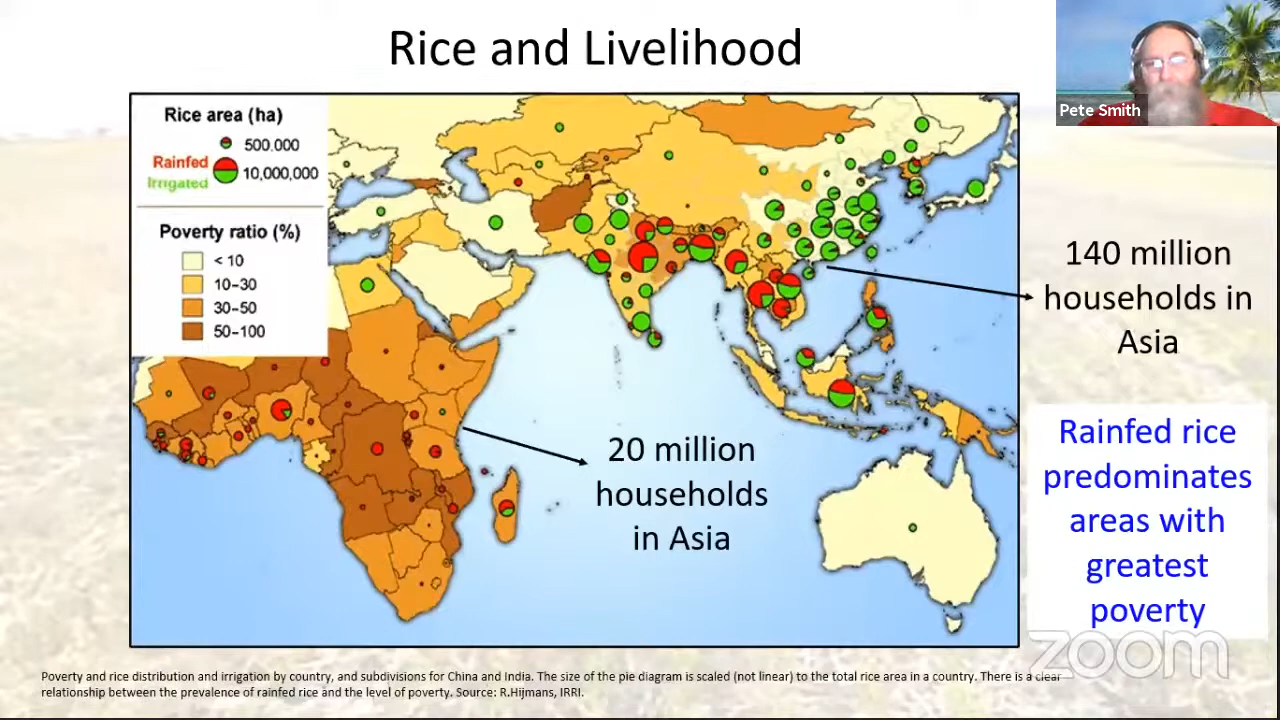 Rice and Livelihood
Pete Smith
Rice area (ha)
500.000
Rainfed
Irrigated
10,000,000
Poverty ratio (%)
< 10
10–30
30–50
50–100
140 million
households in
Asia
20 million
households
in Asia
Rainfed rice
predominates
areas with
greatest
poverty
zoom
Poverty and rice distribution and irrigation by country, and subdivisions for China and India. The size of the pie diagram is scaled (not linear) to the total rice area in a country. There is a clear
relationship between the prevalence of rainfed rice and the level of poverty. Source: R.Hijmans, IRRI.